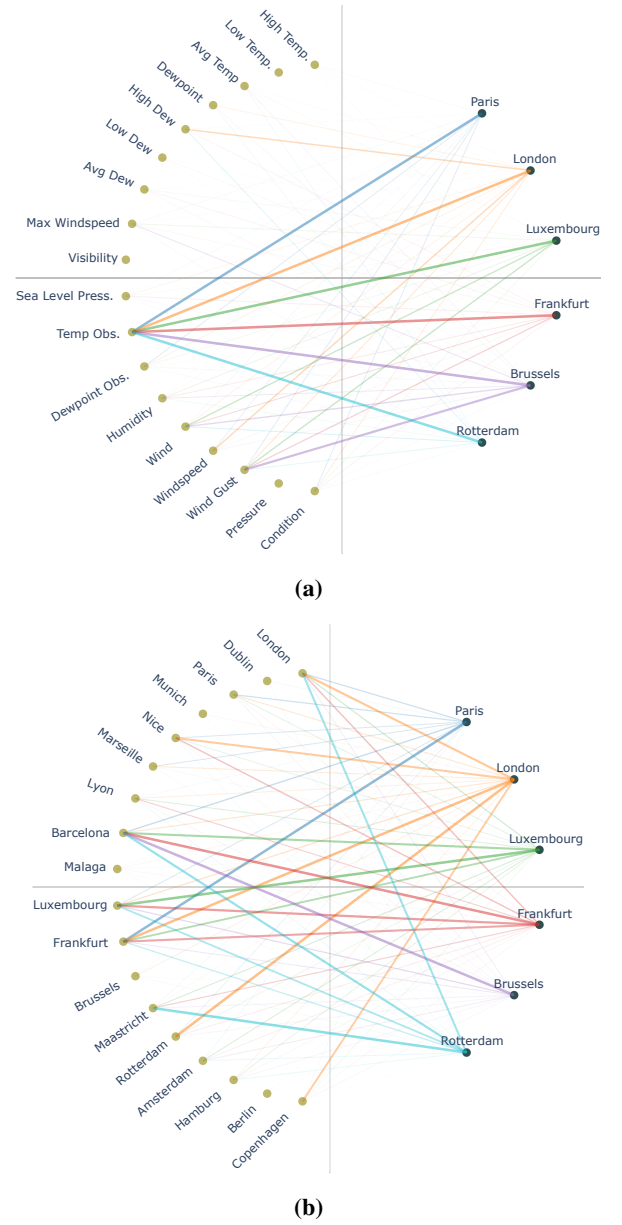 High Temp.
Low Temp.
Avg Temp
Dewpoint
High Dew
Low Dew
Avg Dew
Max Windspeed
Visibility
Sea Level Press.
Temp Obs.
Dewpoint Obs.
Humidity
Wind
Windspeed
Wind Gust
Pressure
Condition
Paris
London
Luxembourg
Frankfurt
Brussels
Rotterdam
(a)
London
Dublin
Paris
Munich
Nice
Marseille
Lyon
Barcelona
Malaga
Luxembourg
Frankfurt
Brussels
Maastricht
Rotterdam
Amsterdam
Hamburg
Berlin
Copenhagen
Paris
London
Luxembourg
Frankfurt
Brussels
Rotterdam
(b)